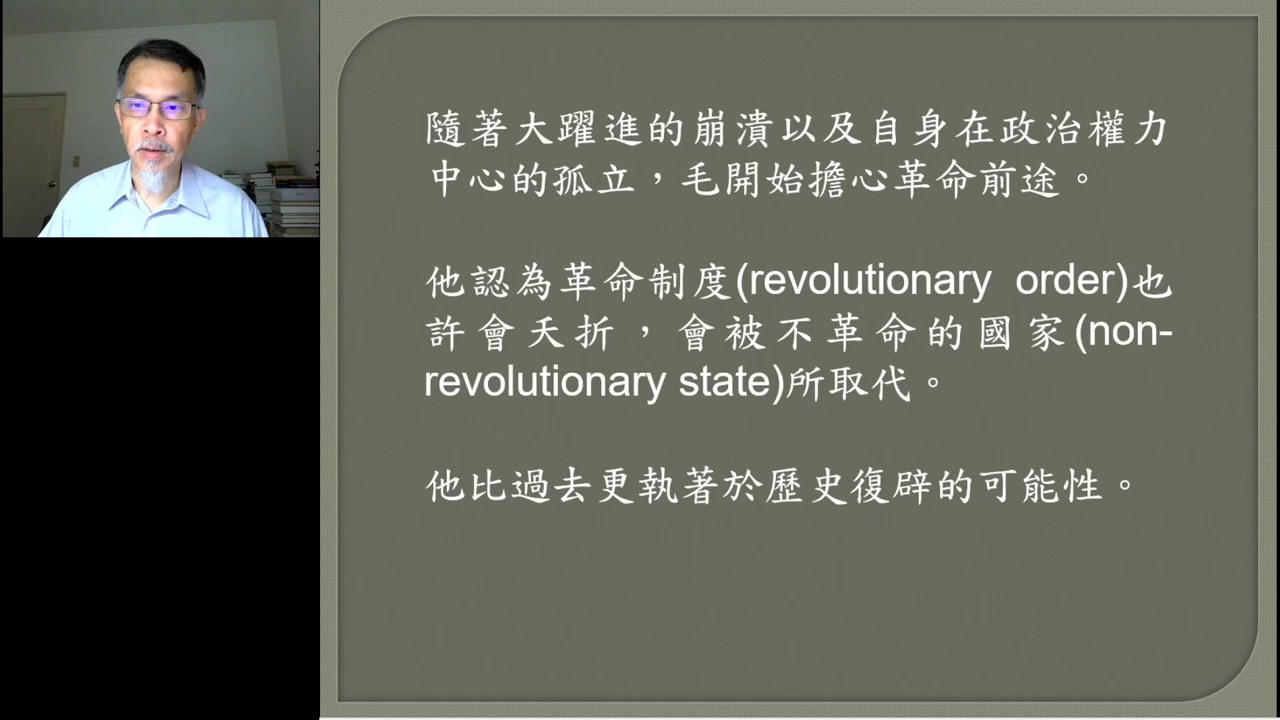 隨著大躍進的崩潰以及自身在政治權力
中心的孤立，毛開始擔心革命前途。
他認為革命制度(revolutionary order)也
許會夭折，會被不革命的國家(non-
revolutionary state)所取代。
他比過去更執著於歷史復辟的可能性。